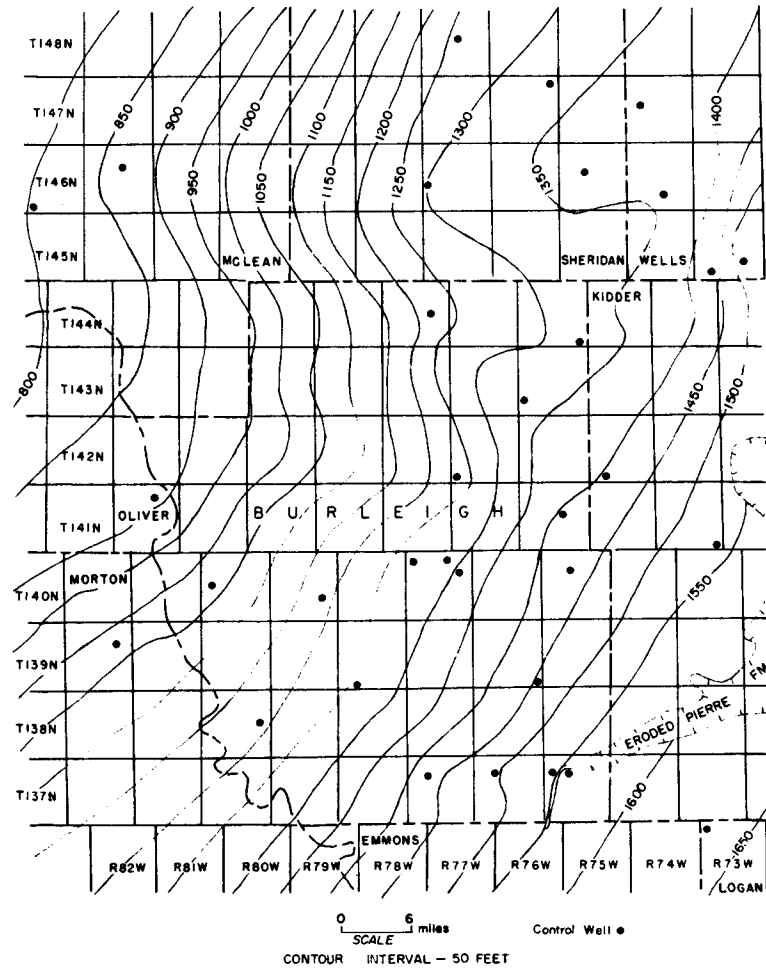 T148N
T147N
850
900
1000
1100
1200
1300
1400
T146N
950
1050
1150
1250
1350
T145N
MCLEAN
SHERIDAN WELLS
KIDDER
T144N
800
T143N
1450
1500
T142N
OLIVER
BURLEIGH
T141N
MORTON
T140N
1550
T139N
FM
T138N
ERODED PIERRE
T137N
1600
EMMONS
R82W R81W R80W R79W R78W R77W R76W R75W R74W R73W
1650
LOGAN
0 6 miles
SCALE
Control Well
CONTOUR INTERVAL – 50 FEET